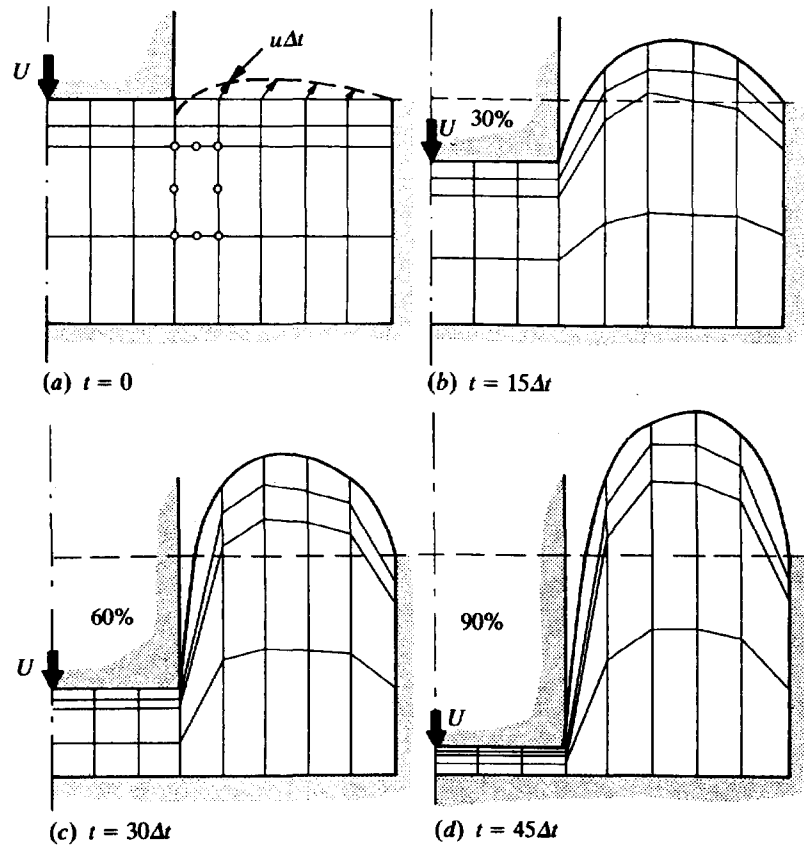 uΔt
U
(a) t = 0
30%
U
(b) t = 15Δt
60%
U
(c) t = 30Δt
90%
U
(d) t = 45Δt